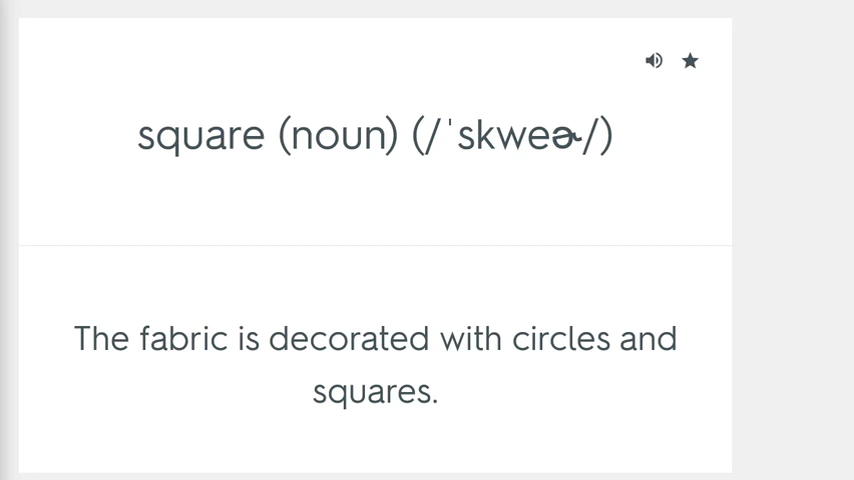 square (noun) (/ˈskweɚ/)
The fabric is decorated with circles and
squares.